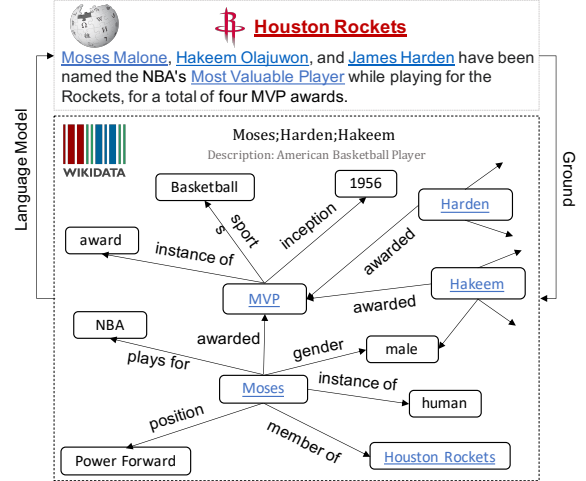 Houston Rockets
Moses Malone, Hakeem Olajuwon, and James Harden have been
named the NBA's Most Valuable Player while playing for the
Rockets, for a total of four MVP awards.
Language Model
Ground
WIKIDATA
Moses;Harden;Hakeem
Description: American Basketball Player
Basketball
1956
Harden
sport
s
inception
award
instance of
awarded
Hakeem
MVP
awarded
NBA
awarded
gender
male
plays for
Moses
instance of
human
position
member of
Power Forward
Houston Rockets